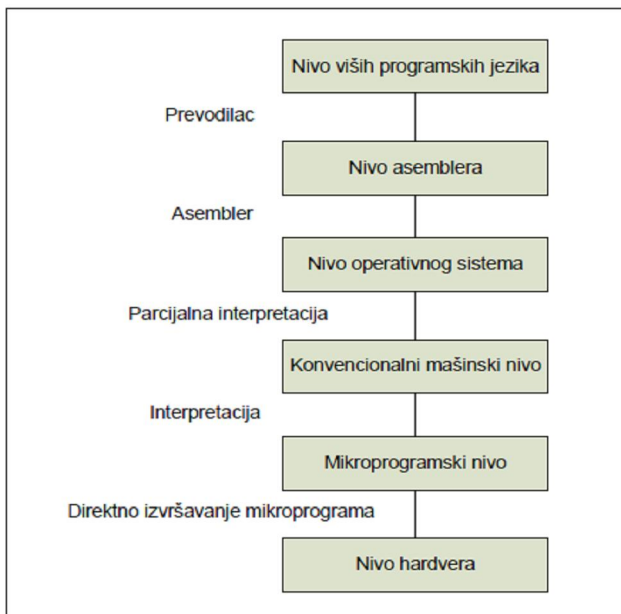 Nivo viših programskih jezika
Prevodilac
Nivo asemblera
Asembler
Nivo operativnog sistema
Parcijalna interpretacija
Konvencionalni mašinski nivo
Interpretacija
Mikroprogramski nivo
Direktno izvršavanje mikroprograma
Nivo hardvera